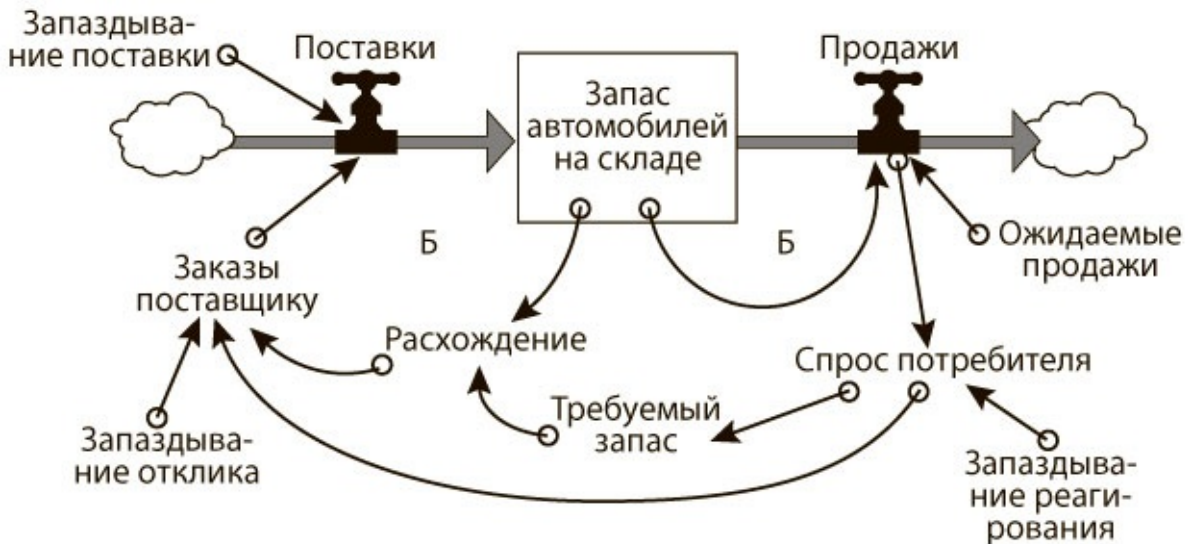 Запаздыва-
ние поставки
Поставки
Продажи
Запас
автомобилей
на складе
Б
Б
Ожидаемые
продажи
Заказы
поставщику
Расхождение
Спрос потребителя
Требуемый
запас
Запаздыва-
ние отклика
Запаздыва-
ние реаги-
рования